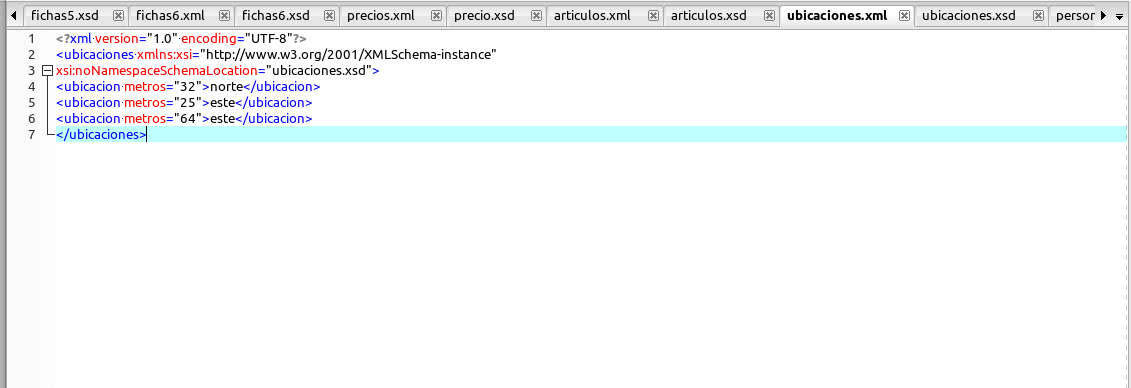 fichas5.xsd fichas6.xml fichas6.xsd precios.xml precio.xsd articulos.xml articulos.xsd ubicaciones.xml ubicaciones.xsd person
1 <?xml version="1.0" encoding="UTF-8"?>
2 <ubicaciones xmlns:xsi="http://www.w3.org/2001/XMLSchema-instance"
3 xsi:noNamespaceSchemaLocation="ubicaciones.xsd">
4 <ubicacion metros="32">norte</ubicacion>
5 <ubicacion metros="25">este</ubicacion>
6 <ubicacion metros="64">este</ubicacion>
7 </ubicaciones>